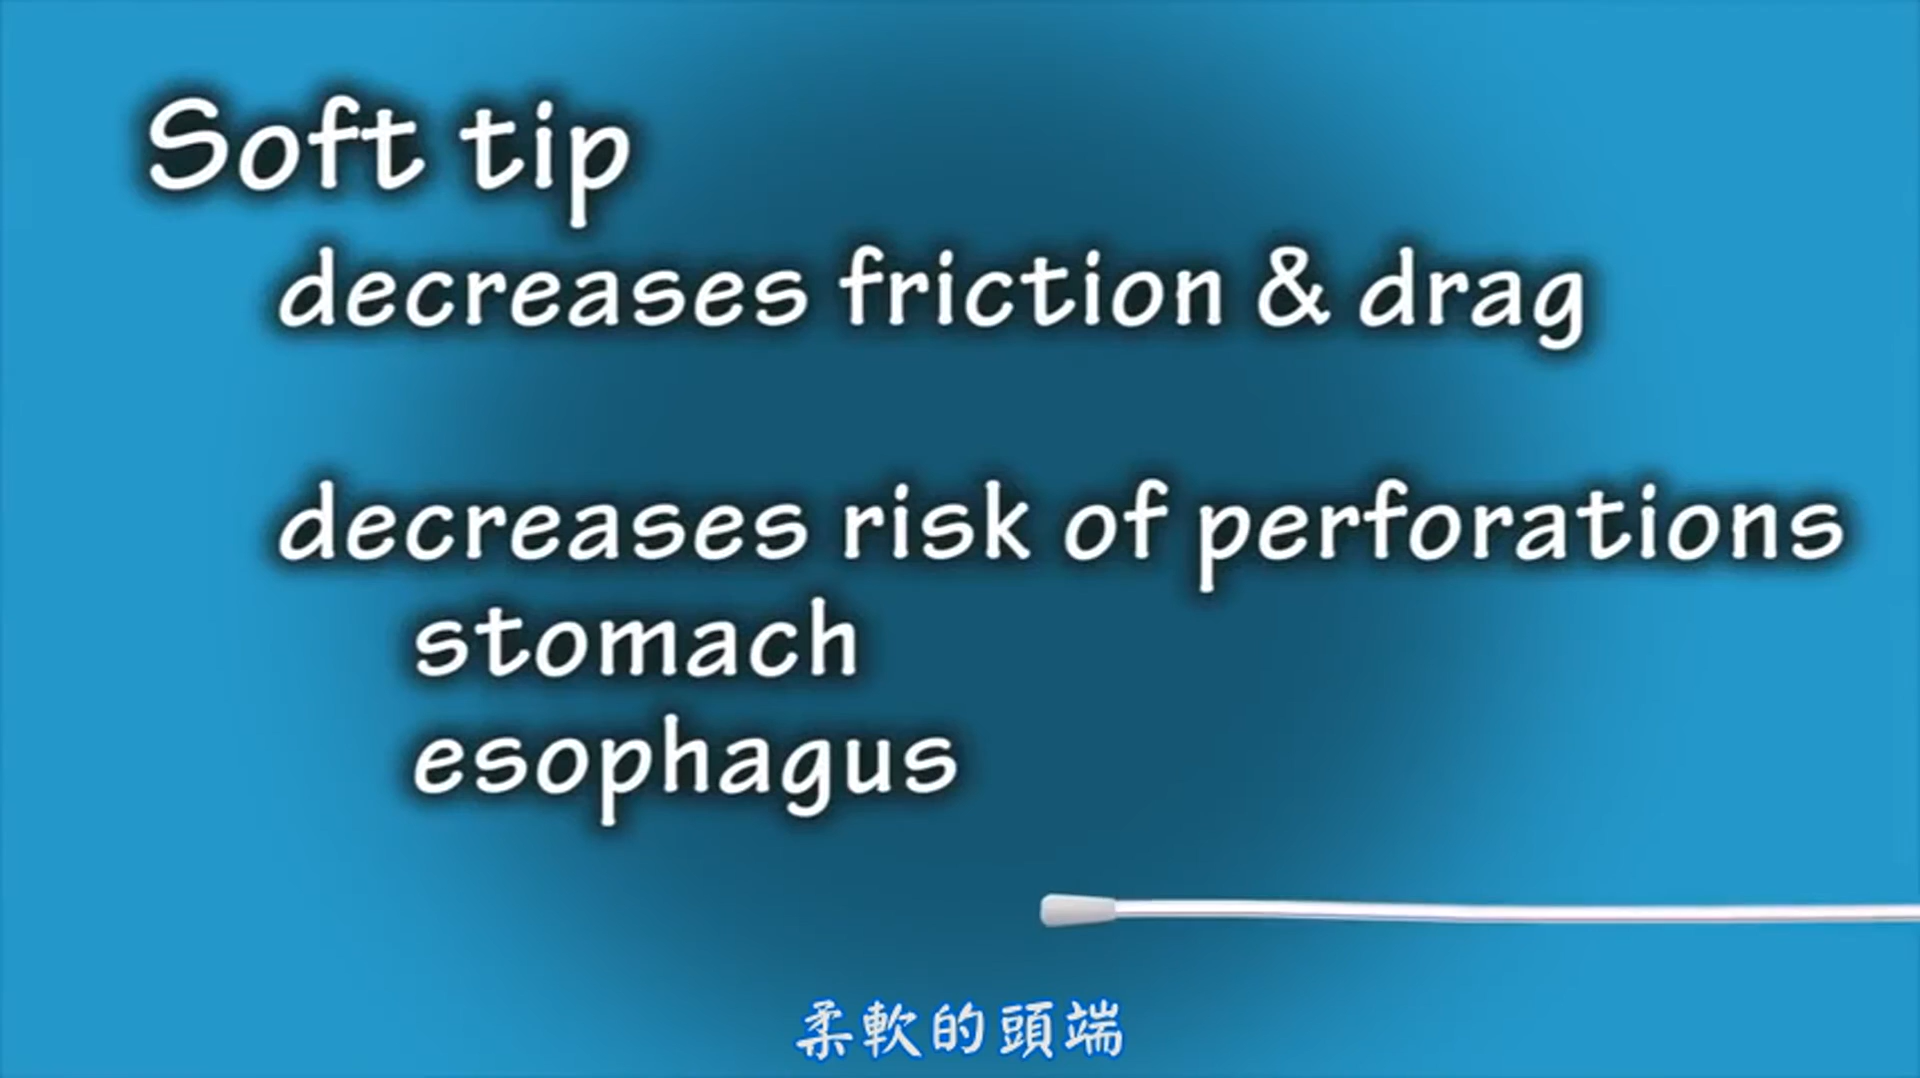 Soft tip
decreases friction & drag
decreases risk of perforations
stomach
esophagus
柔軟的頭端